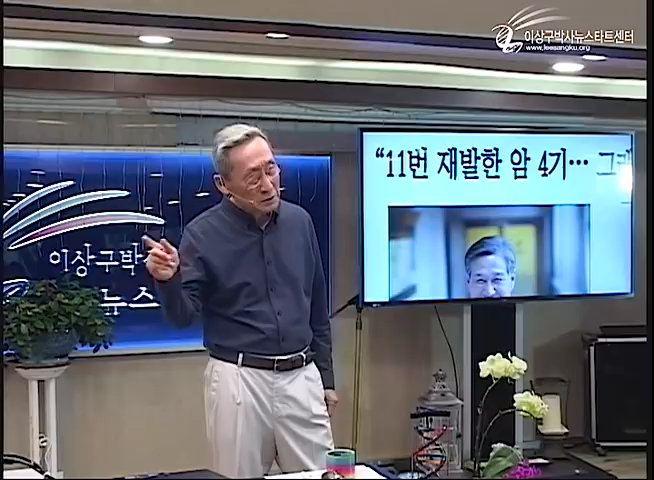 이상구박사뉴스타트센터
www.leesangku.org
“11번 재발한 암 4기…
이상구박
뉴스